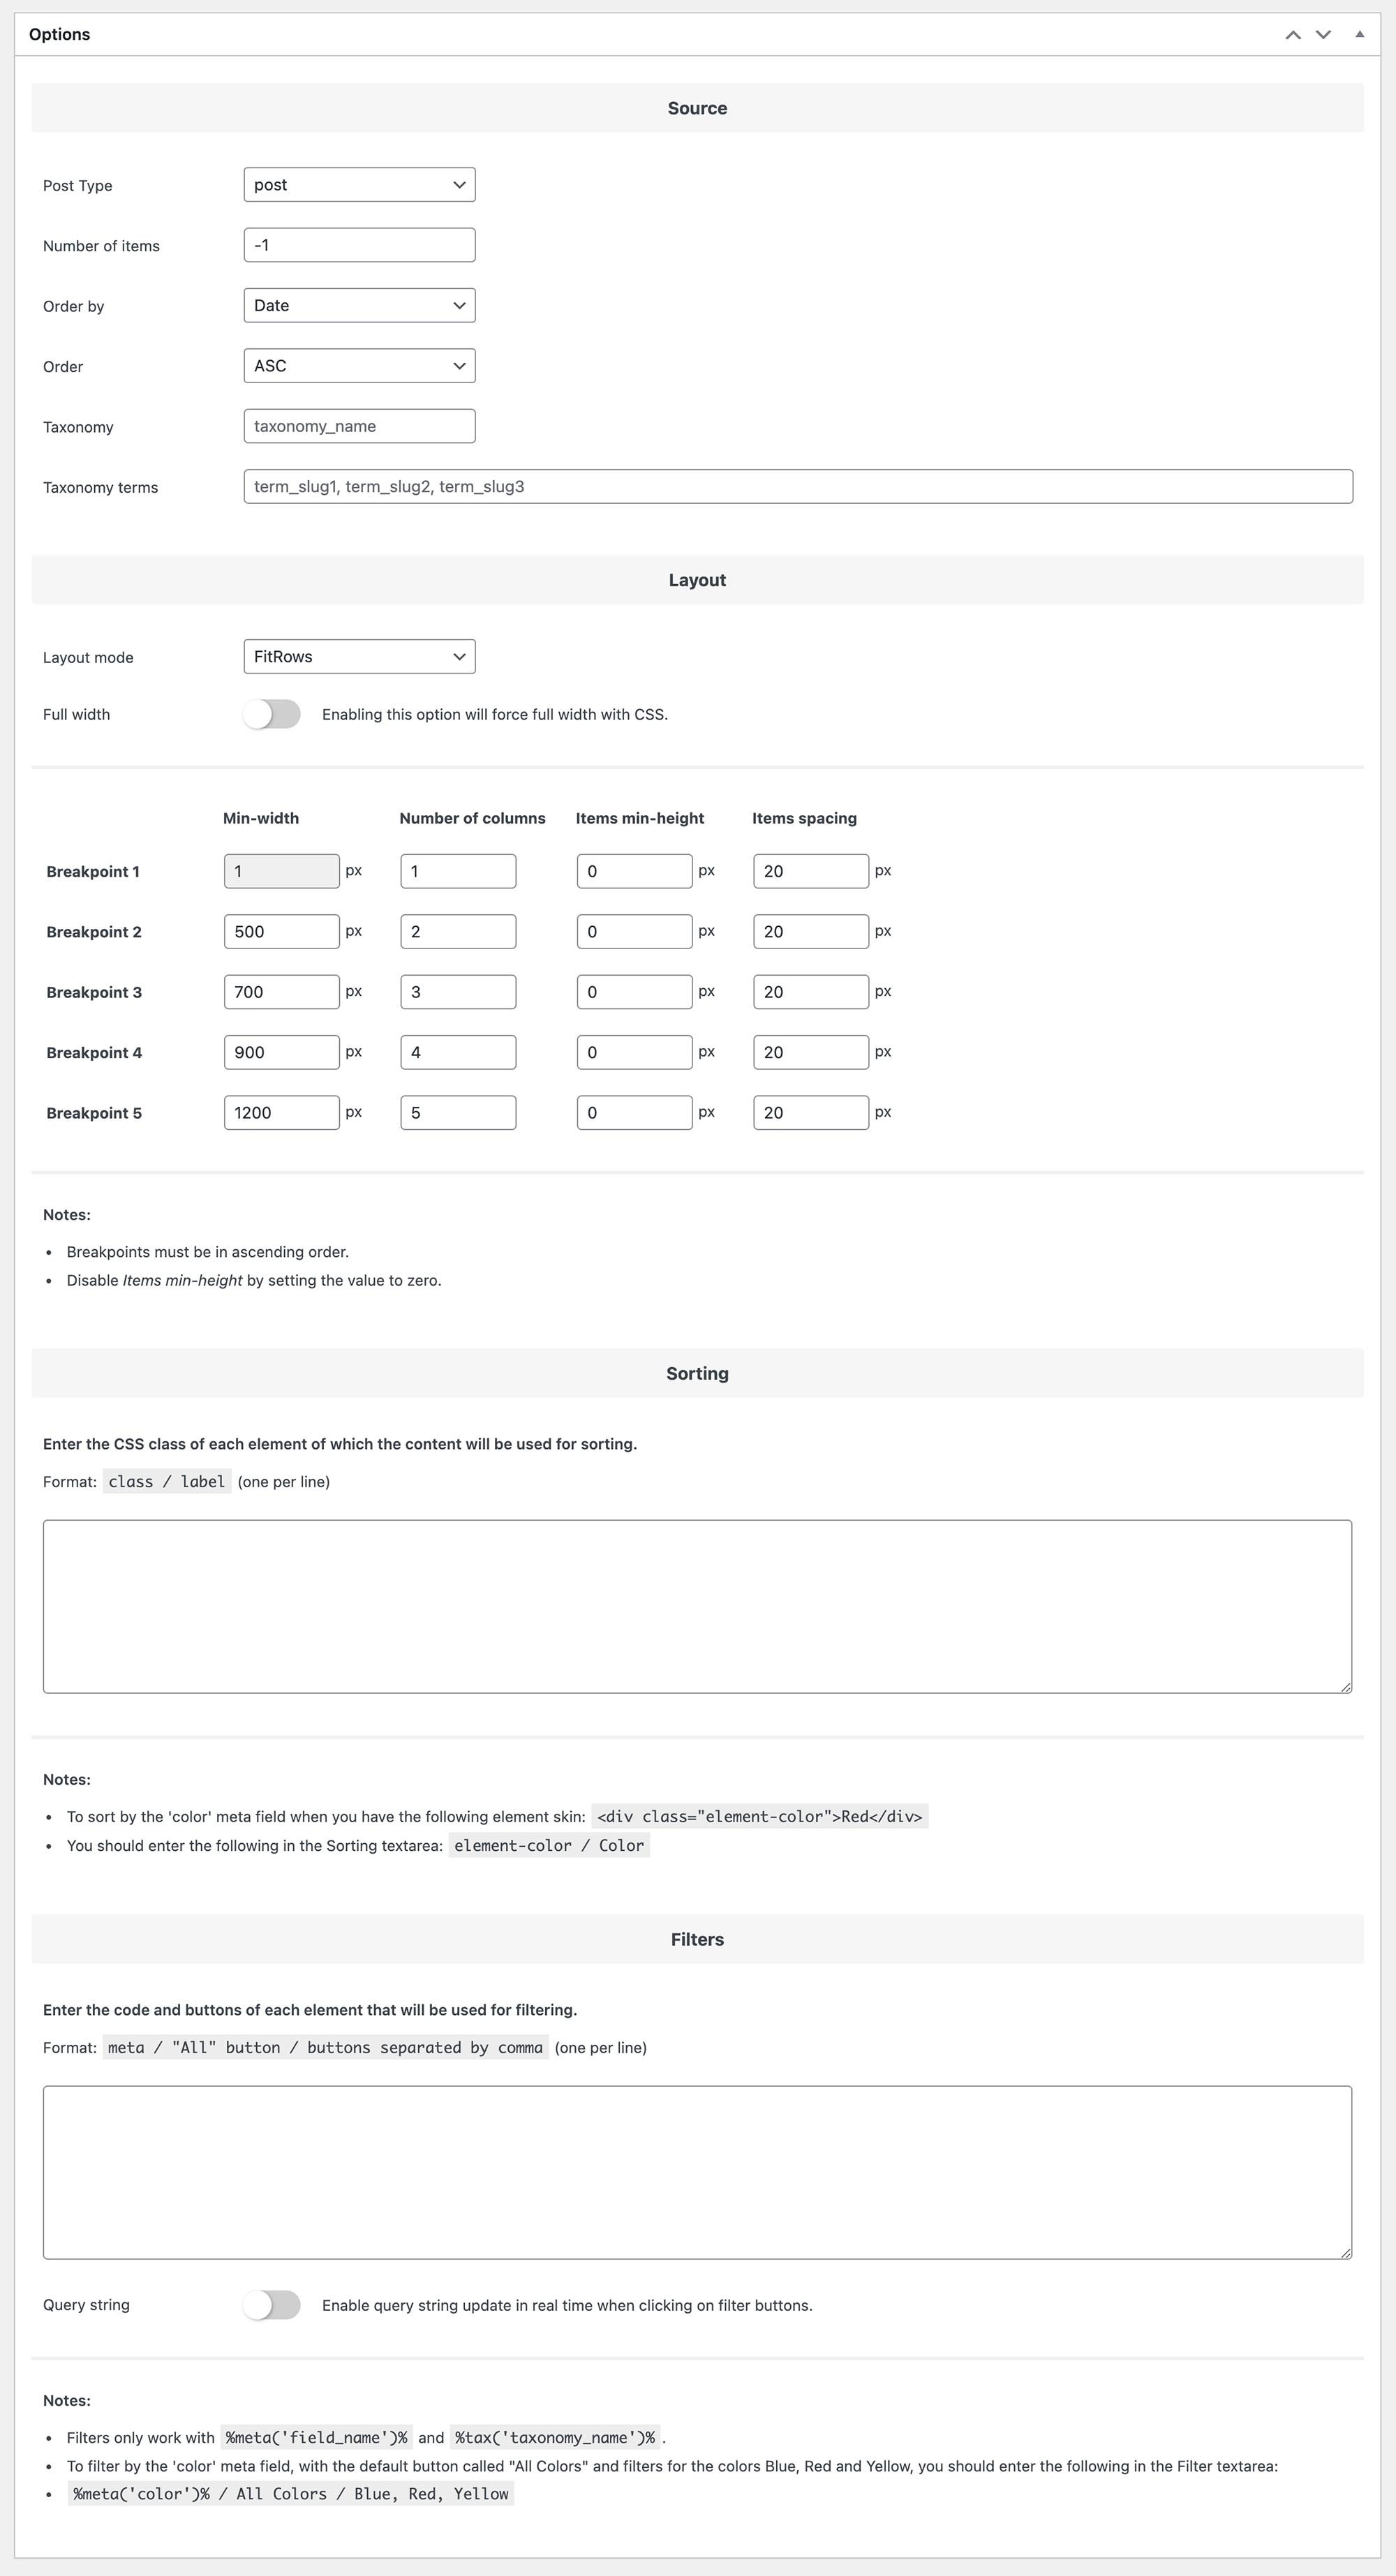 Options
Source
Post Type post
Number of items -1
Order by Date
Order ASC
Taxonomy taxonomy_name
Taxonomy terms term_slug1, term_slug2, term_slug3
Layout
Layout mode FitRows
Full width Enabling this option will force full width with CSS.
Min-width Number of columns Items min-height Items spacing
Breakpoint 1 1 px 1 0 px 20 px
Breakpoint 2 500 px 2 0 px 20 px
Breakpoint 3 700 px 3 0 px 20 px
Breakpoint 4 900 px 4 0 px 20 px
Breakpoint 5 1200 px 5 0 px 20 px
Notes:
• Breakpoints must be in ascending order.
• Disable Items min-height by setting the value to zero.
Sorting
Enter the CSS class of each element of which the content will be used for sorting.
Format: class / label (one per line)
Notes:
• To sort by the 'color' meta field when you have the following element skin: <div class="element-color">Red</div>
• You should enter the following in the Sorting textarea: element-color / Color
Filters
Enter the code and buttons of each element that will be used for filtering.
Format: meta / "All" button / buttons separated by comma (one per line)
Query string Enable query string update in real time when clicking on filter buttons.
Notes:
• Filters only work with %meta('field_name')% and %tax('taxonomy_name')% .
• To filter by the 'color' meta field, with the default button called "All Colors" and filters for the colors Blue, Red and Yellow, you should enter the following in the Filter textarea:
• %meta('color')% / All Colors / Blue, Red, Yellow